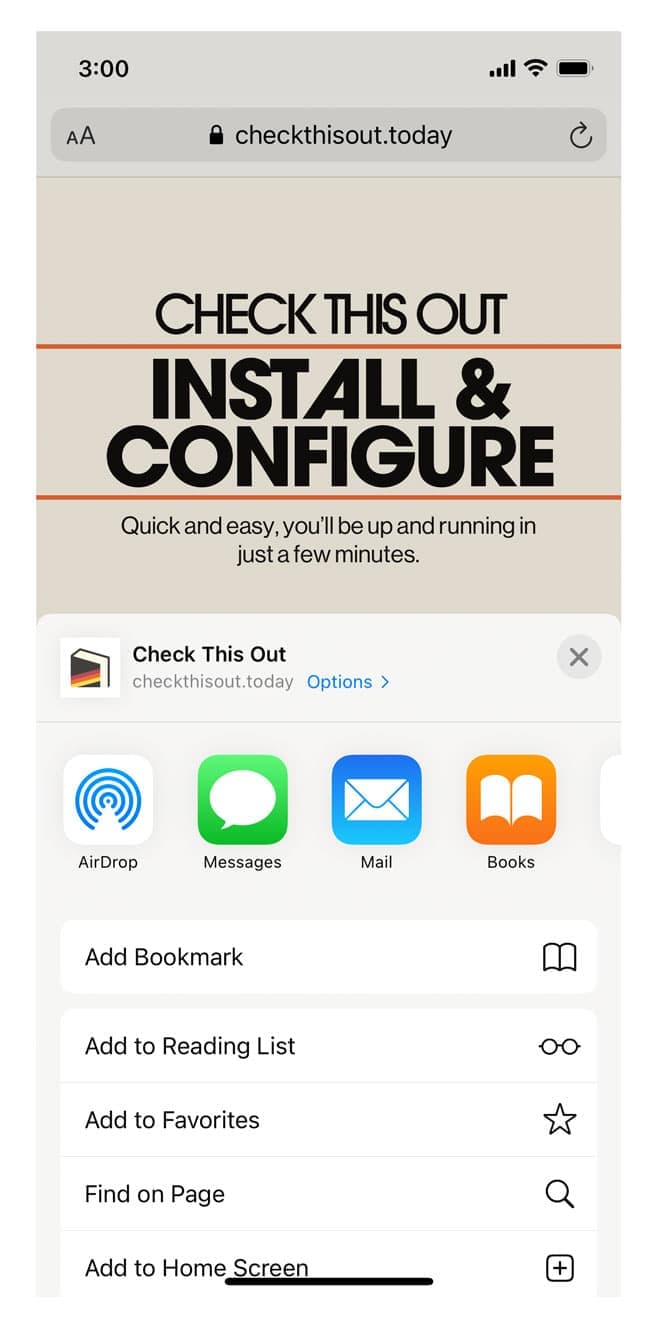 3:00
AA
checkthisout.today
CHECK THIS OUT
INSTALL &
CONFIGURE
Quick and easy, you'll be up and running in
just a few minutes.
Check This Out
checkthisout.today Options >
AirDrop
Messages
Mail
Books
Add Bookmark
Add to Reading List
Add to Favorites
Find on Page
Add to Home Screen